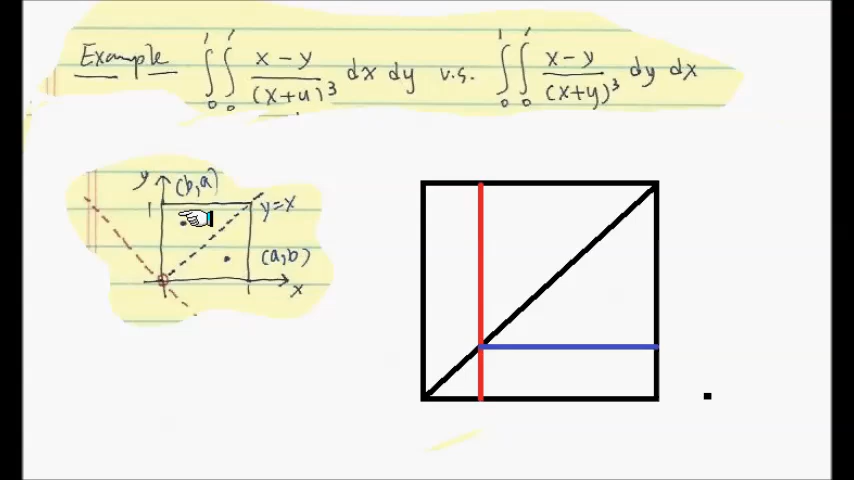 Example ∫₀¹∫₀¹ (x-y)/(x+y)³ dx dy v.s. ∫₀¹∫₀¹ (x-y)/(x+y)³ dy dx
y (b,a)
1 y=x
(a,b)
1 x